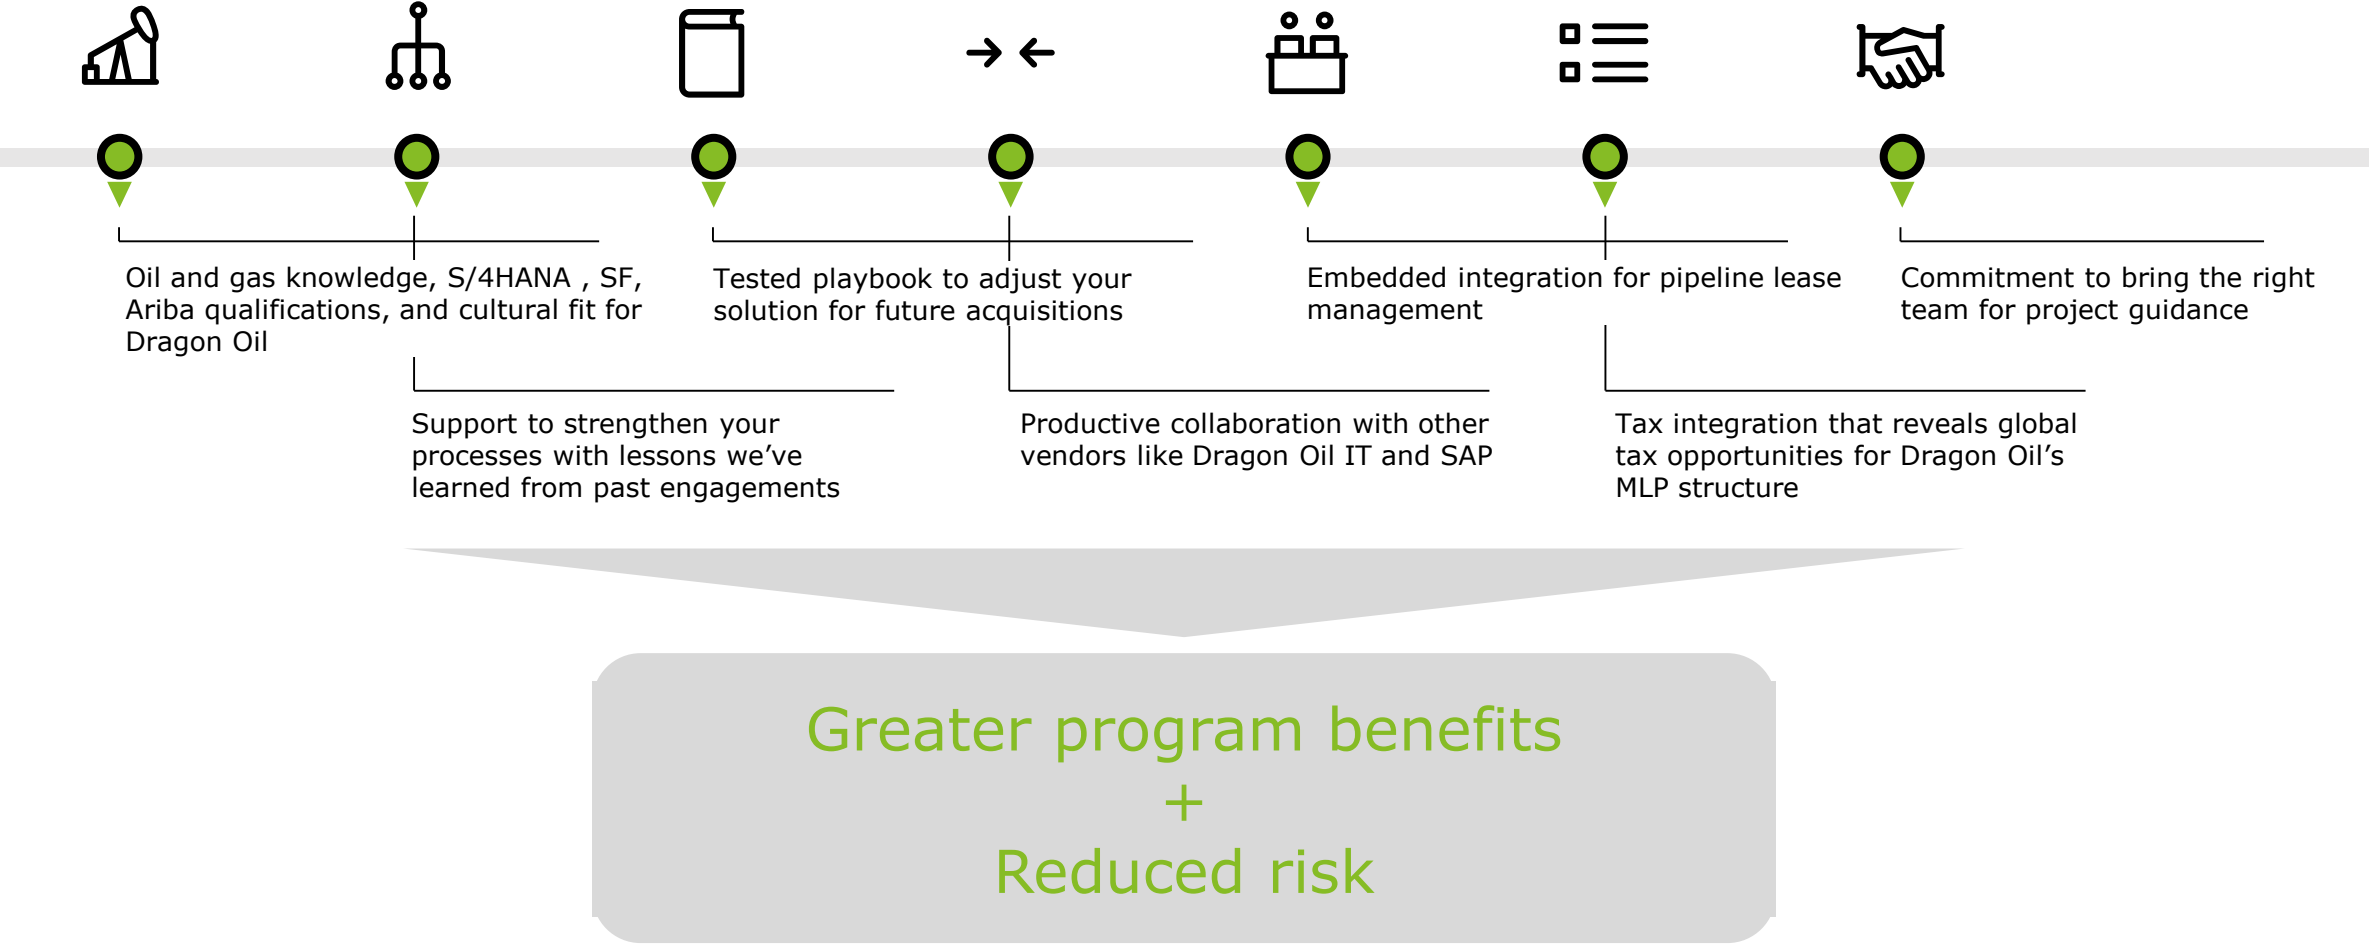 Oil and gas knowledge, S/4HANA , SF,
Ariba qualifications, and cultural fit for
Dragon Oil
Support to strengthen your
processes with lessons we’ve
learned from past engagements
Tested playbook to adjust your
solution for future acquisitions
Productive collaboration with other
vendors like Dragon Oil IT and SAP
Embedded integration for pipeline lease
management
Tax integration that reveals global
tax opportunities for Dragon Oil’s
MLP structure
Commitment to bring the right
team for project guidance
Greater program benefits
+
Reduced risk